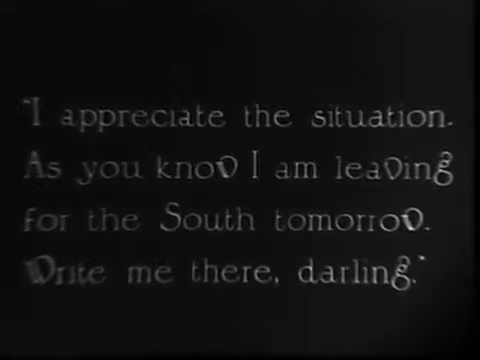 "I appreciate the situation.
As you know I am leaving
for the South tomorrow.
Write me there, darling."